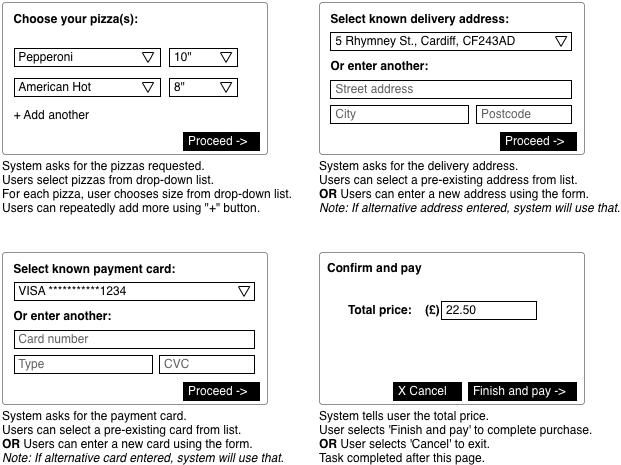 Choose your pizza(s):
Pepperoni
10"
American Hot
8"
+ Add another
Proceed ->
System asks for the pizzas requested.
Users select pizzas from drop-down list.
For each pizza, user chooses size from drop-down list.
Users can repeatedly add more using "+" button.
Select known delivery address:
5 Rhymney St., Cardiff, CF243AD
Or enter another:
Street address
City
Postcode
Proceed ->
System asks for the delivery address.
Users can select a pre-existing address from list.
OR Users can enter a new address using the form.
Note: If alternative address entered, system will use that.
Select known payment card:
VISA ***********1234
Or enter another:
Card number
Type
CVC
Proceed ->
System asks for the payment card.
Users can select a pre-existing card from list.
OR Users can enter a new card using the form.
Note: If alternative card entered, system will use that.
Confirm and pay
Total price: (£) 22.50
X Cancel
Finish and pay ->
System tells user the total price.
User selects 'Finish and pay' to complete purchase.
OR User selects 'Cancel' to exit.
Task completed after this page.